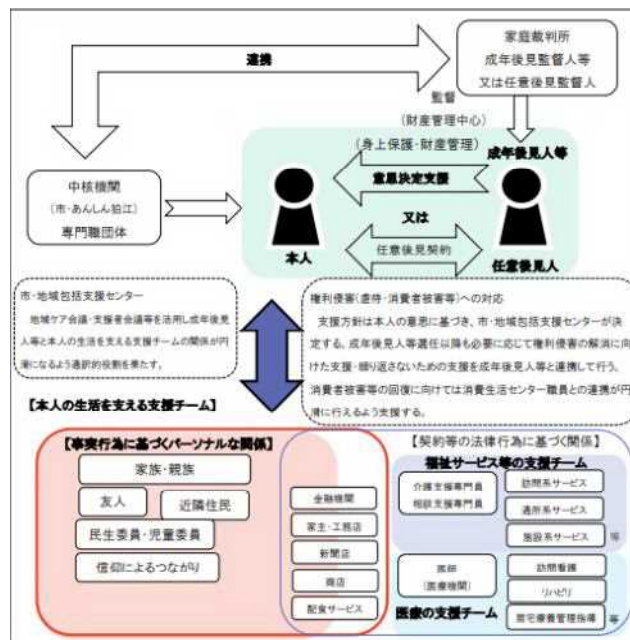 連携
家庭裁判所
成年後見監督人等
又は任意後見監督人
監督
(財産管理中心)
(身上保護・財産管理)
成年後見人等
中核機関
(市・あんしん狛江)
専門職団体
意思決定支援
又は
任意後見契約
本人
任意後見人
市・地域包括支援センター
地域ケア会議・支援者会議等を活用し成年後見
人等と本人の生活を支える支援チームの関係が円
滑になるよう通訳的役割を果たす。
権利侵害(虐待・消費者被害等)への対応
支援方針は本人の意思に基づき、市・地域包括支援センターが決
定する。成年後見人等選任以降も必要に応じて権利侵害の解消に向
けた支援・繰り返さないための支援を成年後見人等と連携して行う。
消費者被害等の回復に向けては消費生活センター職員との連携が円
滑に行えるよう支援する。
【本人の生活を支える支援チーム】
【事実行為に基づくパーソナルな関係】
家族・親族
友人
近隣住民
民生委員・児童委員
信仰によるつながり
金融機関
家主・工務店
新聞店
商店
配食サービス
【契約等の法律行為に基づく関係】
福祉サービス等の支援チーム
介護支援専門員
相談支援専門員
訪問系サービス
通所系サービス
施設系サービス
等
医師
(医療機関)
訪問看護
リハビリ
居宅療養管理指導
等
医療の支援チーム